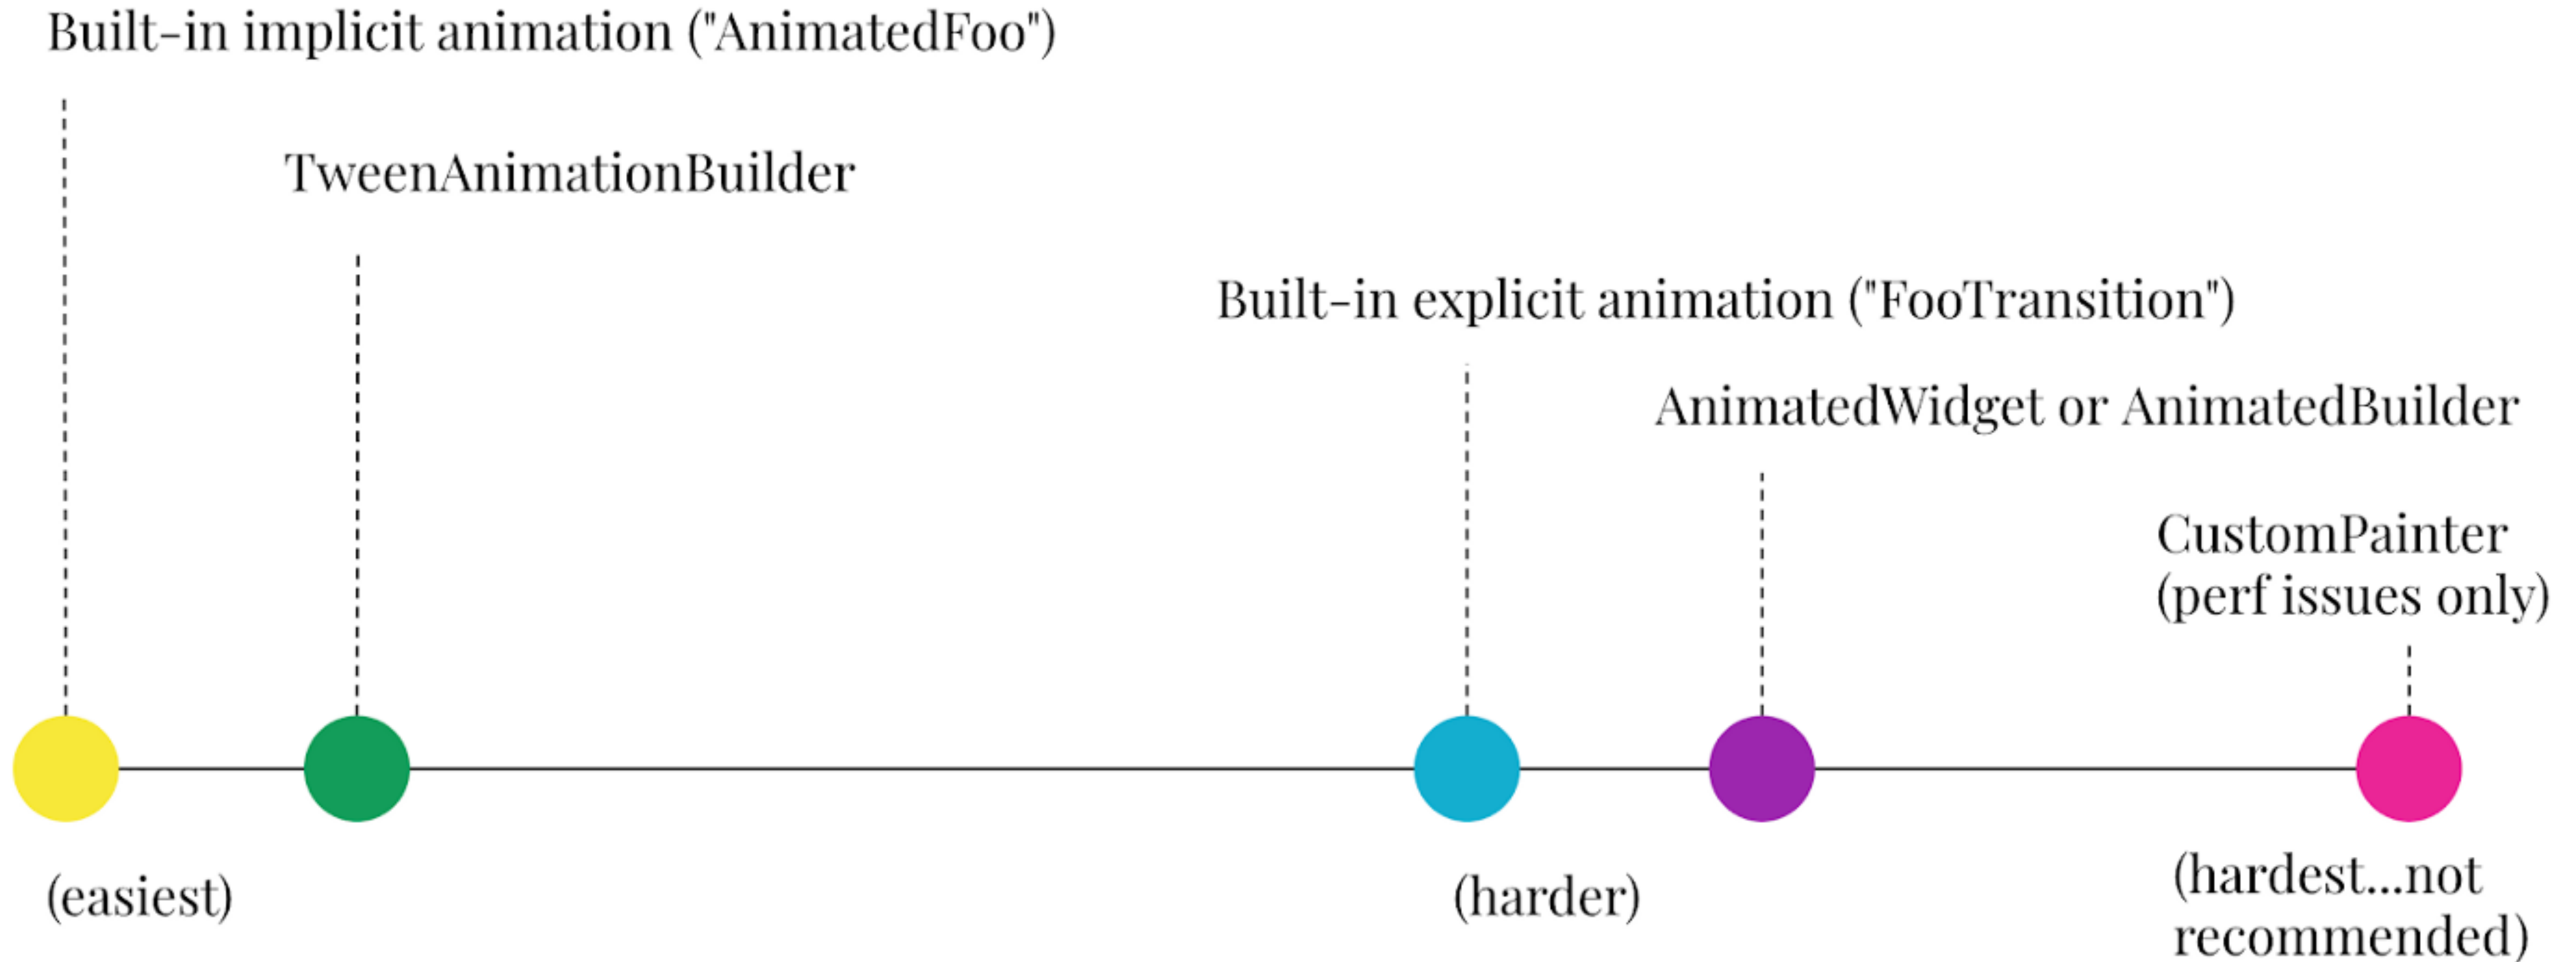 Built-in implicit animation ("AnimatedFoo")
TweenAnimationBuilder
Built-in explicit animation ("FooTransition")
AnimatedWidget or AnimatedBuilder
CustomPainter
(perf issues only)
(easiest)
(harder)
(hardest...not
recommended)